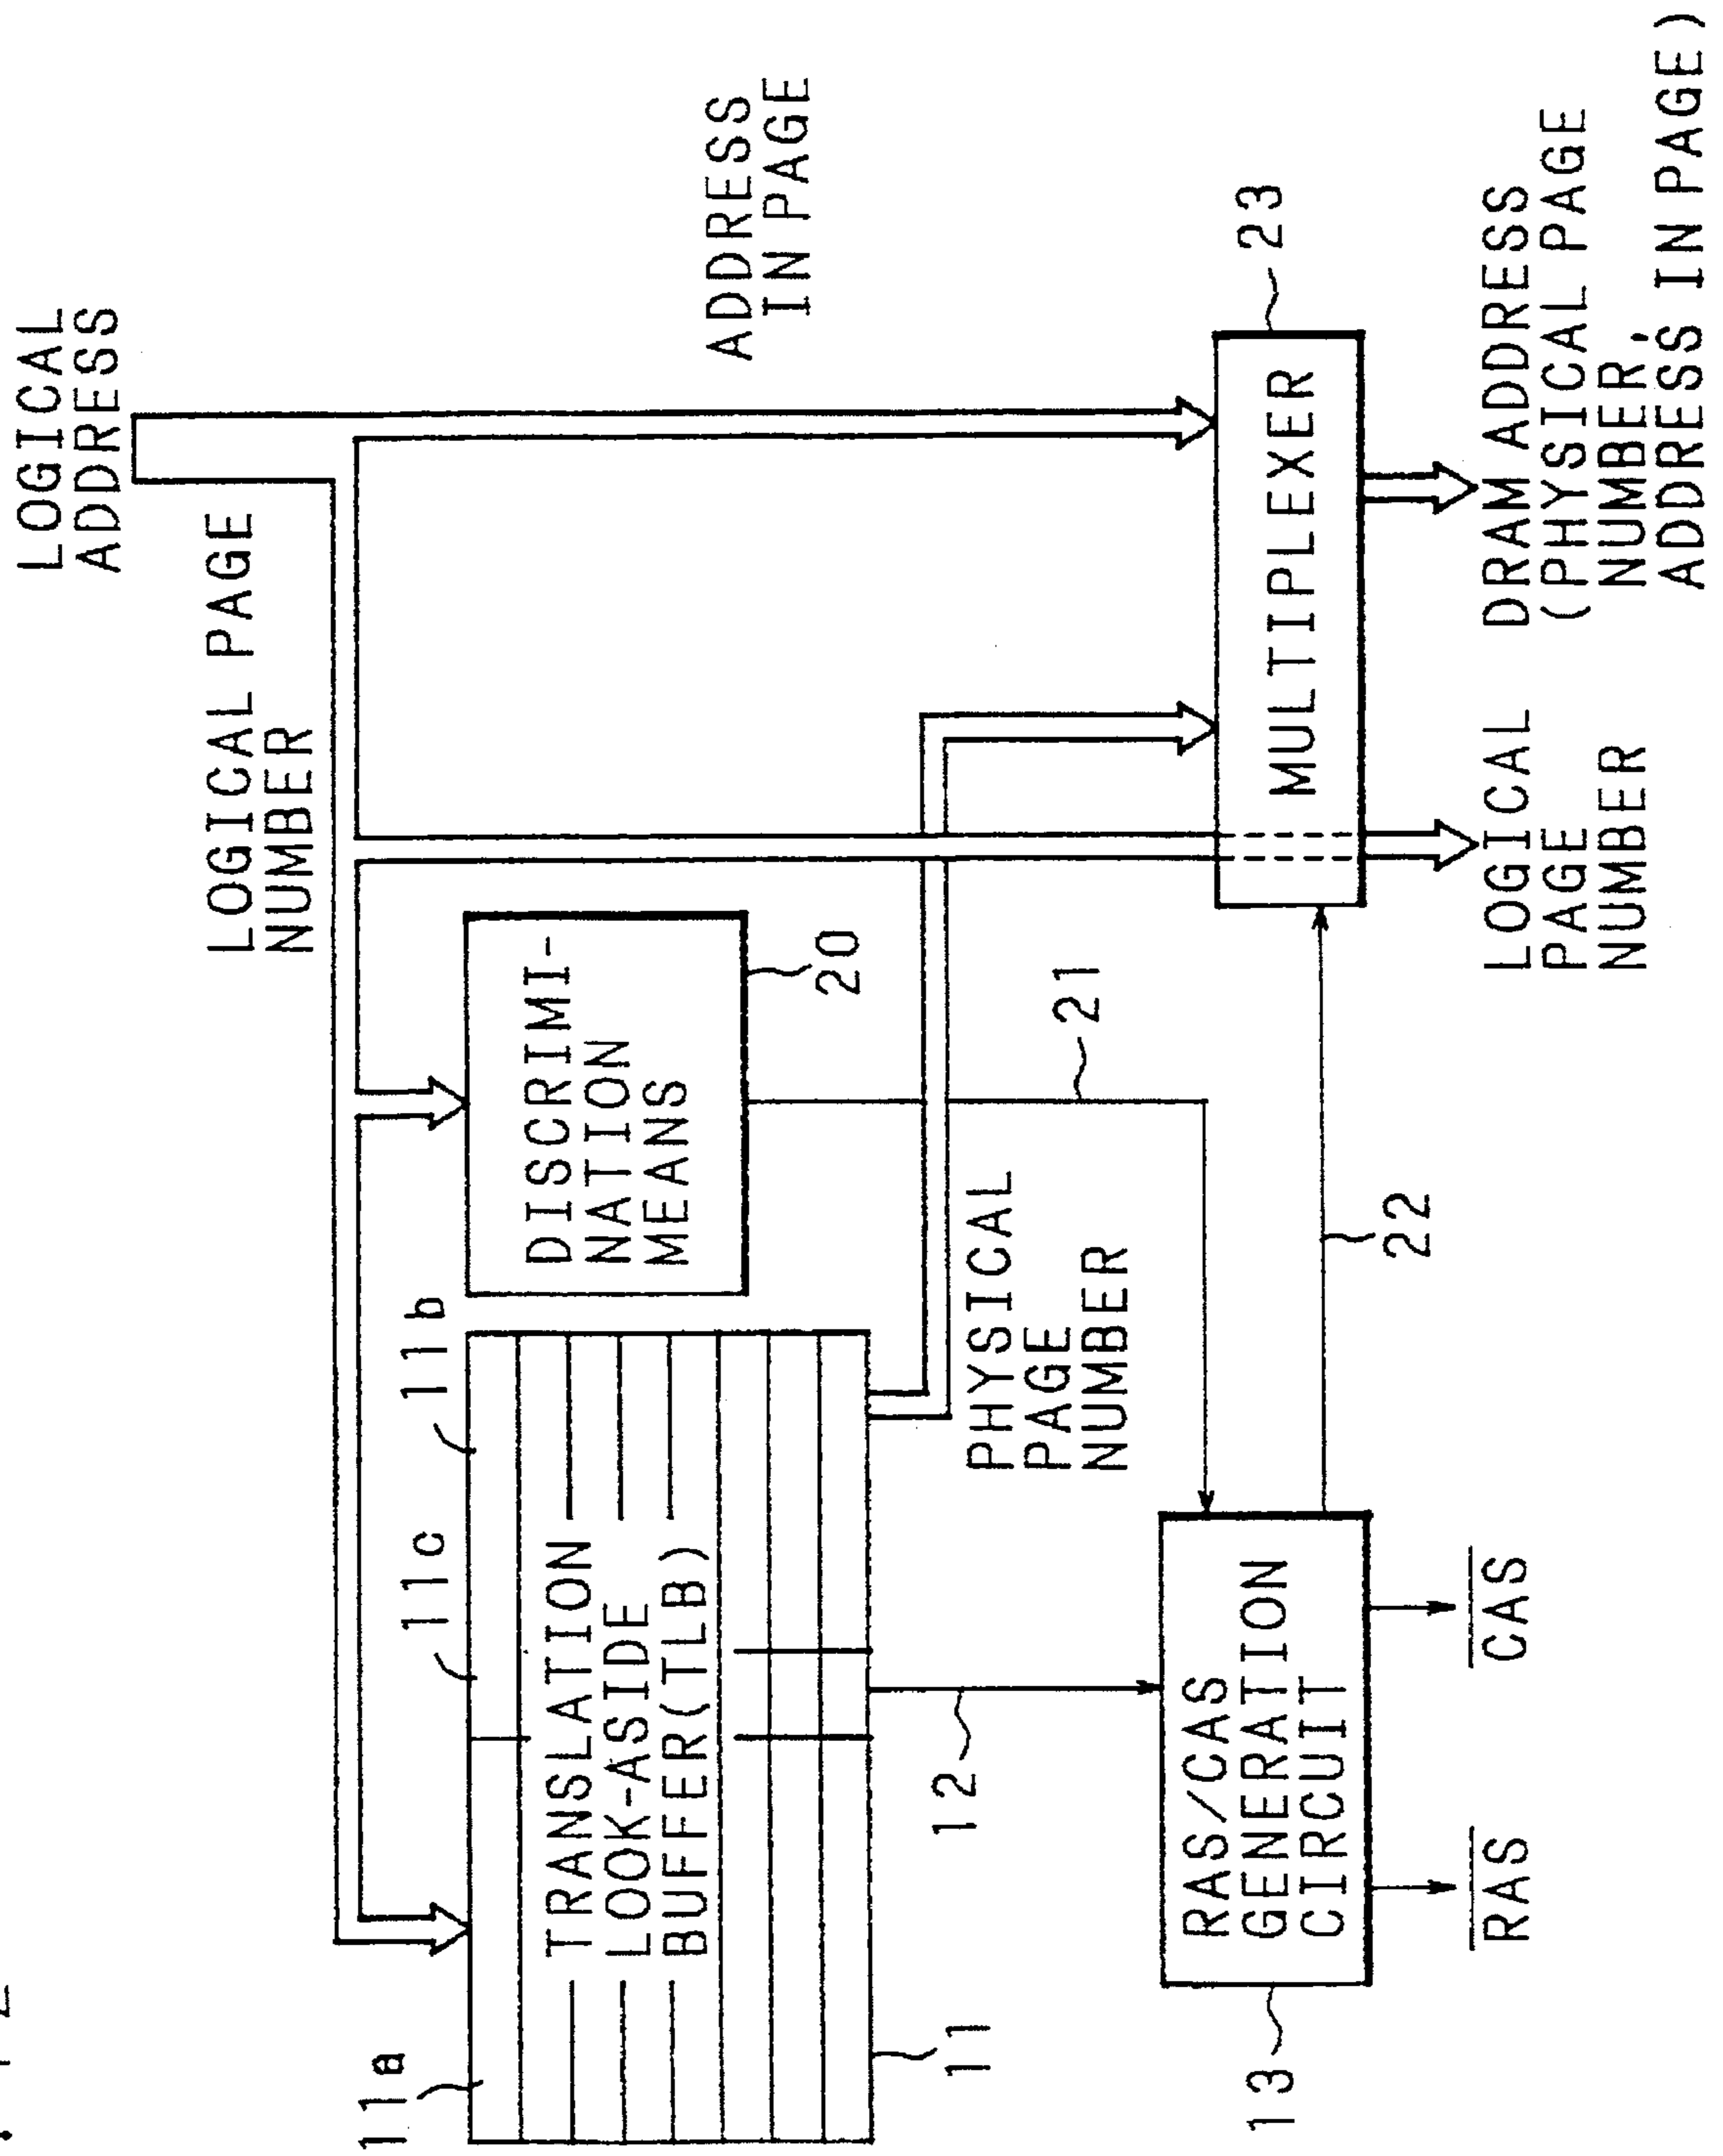 LOGICAL
ADDRESS
LOGICAL PAGE
NUMBER
ADDRESS
IN PAGE
11a
11c
11b
TRANSLATION
LOOK-ASIDE
BUFFER(TLB)
11
DISCRIMI-
NATION
MEANS
20
12
PHYSICAL
PAGE
NUMBER
21
13
RAS/CAS
GENERATION
CIRCUIT
22
MULTIPLEXER
23
RAS
CAS
LOGICAL
PAGE
NUMBER
DRAM ADDRESS
(PHYSICAL PAGE
NUMBER,
ADDRESS IN PAGE)